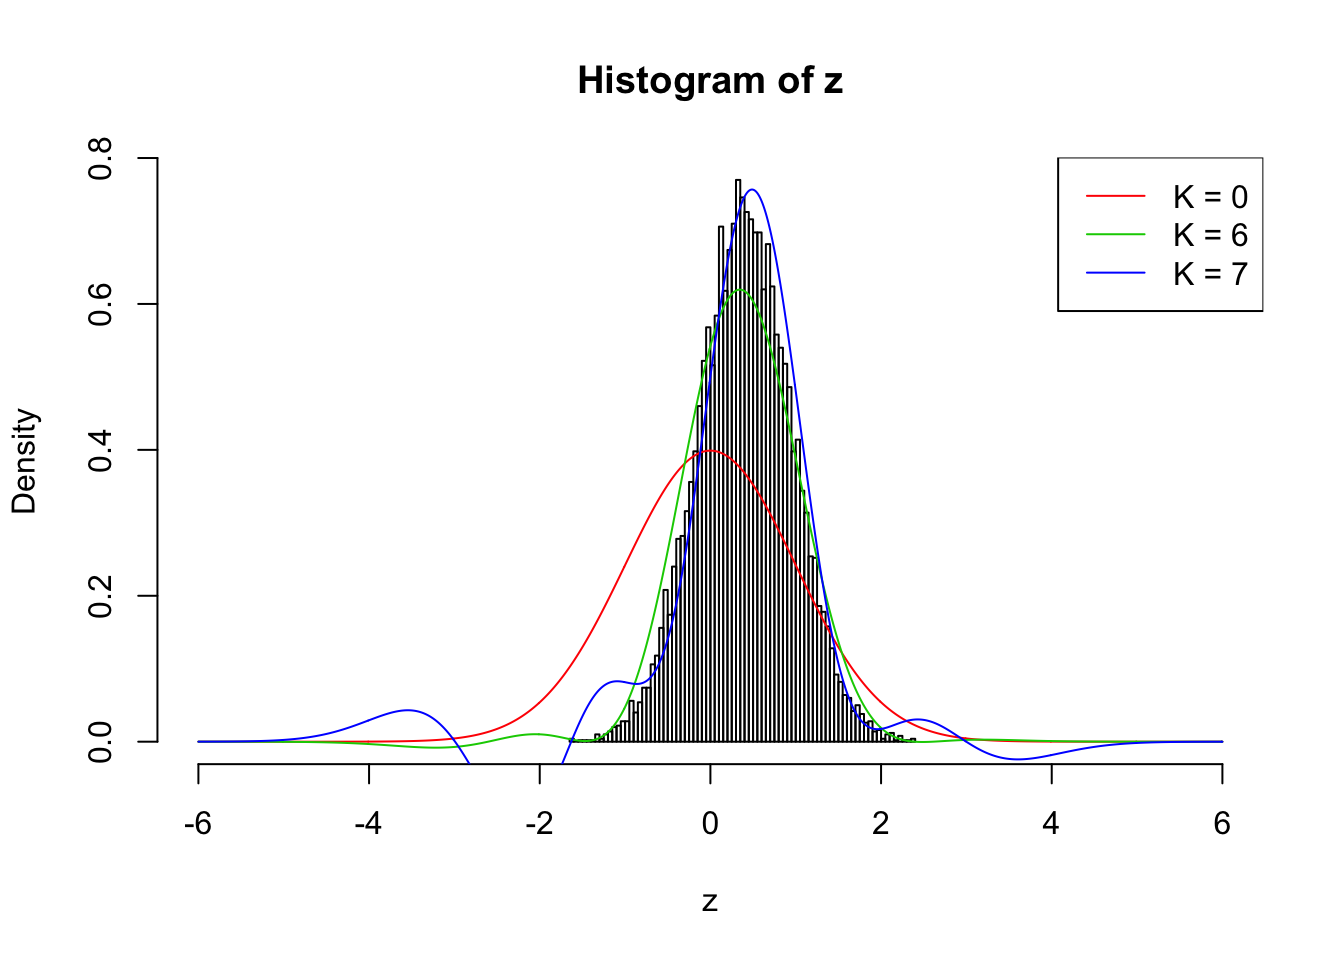 Histogram of z
K = 0
K = 6
K = 7
Density
0.8
0.6
0.4
0.2
0.0
-6 -4 -2 0 2 4 6
z